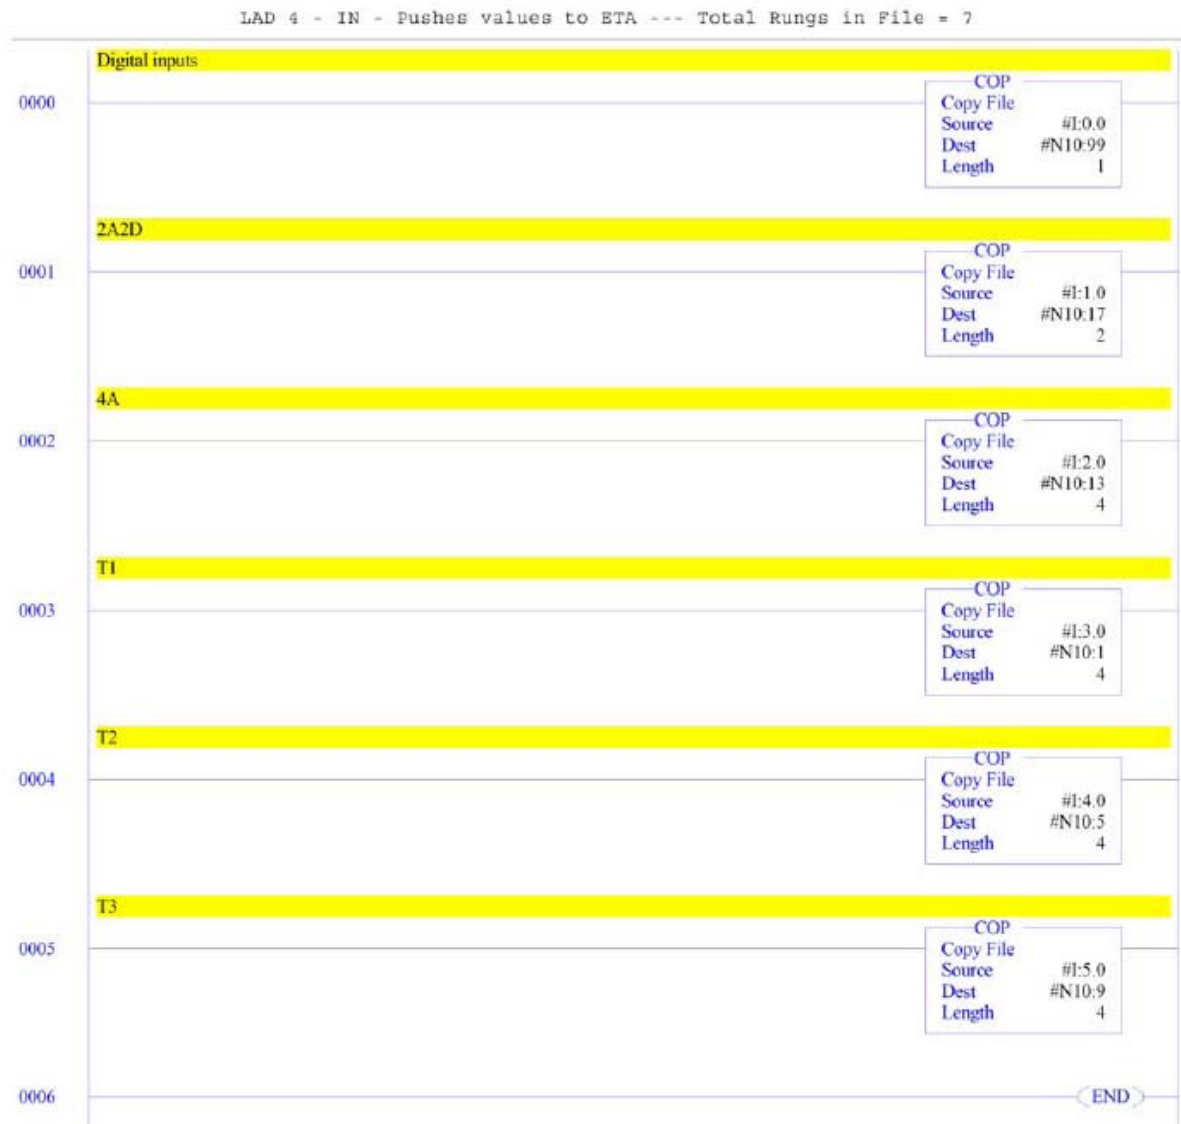 LAD 4 - IN - Pushes values to ETA --- Total Rungs in File = 7
Digital inputs
0000
COP
Copy File
Source #I:0.0
Dest #N10:99
Length 1
2A2D
0001
COP
Copy File
Source #I:1.0
Dest #N10:17
Length 2
4A
0002
COP
Copy File
Source #I:2.0
Dest #N10:13
Length 4
T1
0003
COP
Copy File
Source #I:3.0
Dest #N10:1
Length 4
T2
0004
COP
Copy File
Source #I:4.0
Dest #N10:5
Length 4
T3
0005
COP
Copy File
Source #I:5.0
Dest #N10:9
Length 4
0006
END